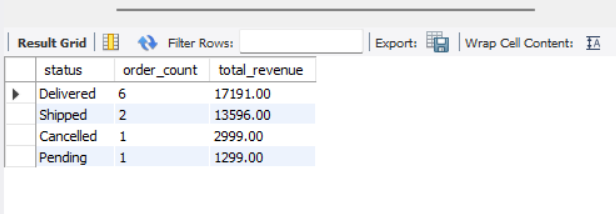 Result Grid Filter Rows: Export: Wrap Cell Content:
status order_count total_revenue
Delivered 6 17191.00
Shipped 2 13596.00
Cancelled 1 2999.00
Pending 1 1299.00